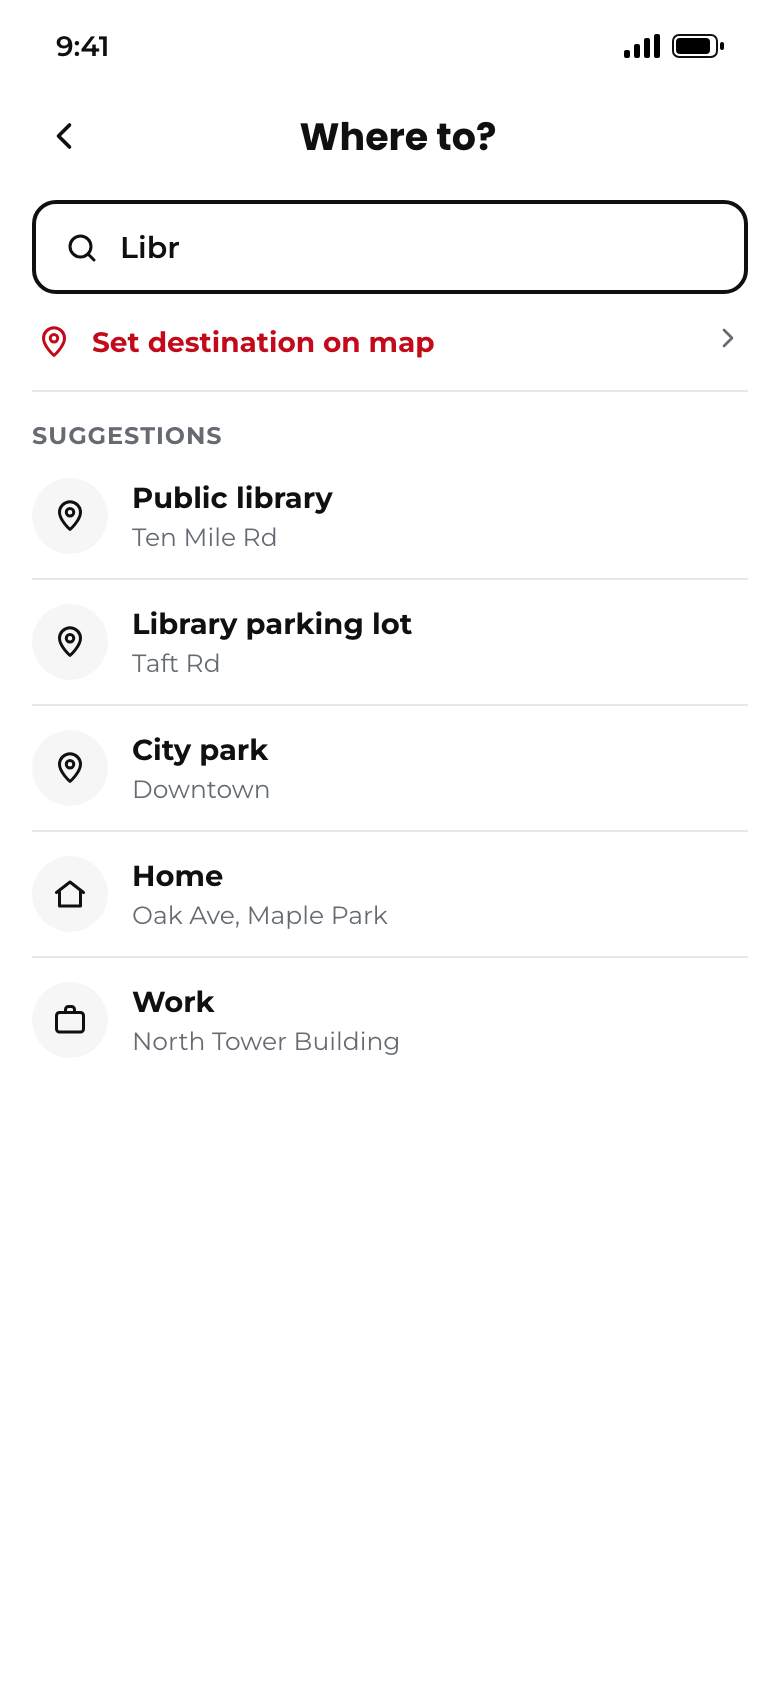 9:41
Where to?
Libr
Set destination on map
SUGGESTIONS
Public library
Ten Mile Rd
Library parking lot
Taft Rd
City park
Downtown
Home
Oak Ave, Maple Park
Work
North Tower Building